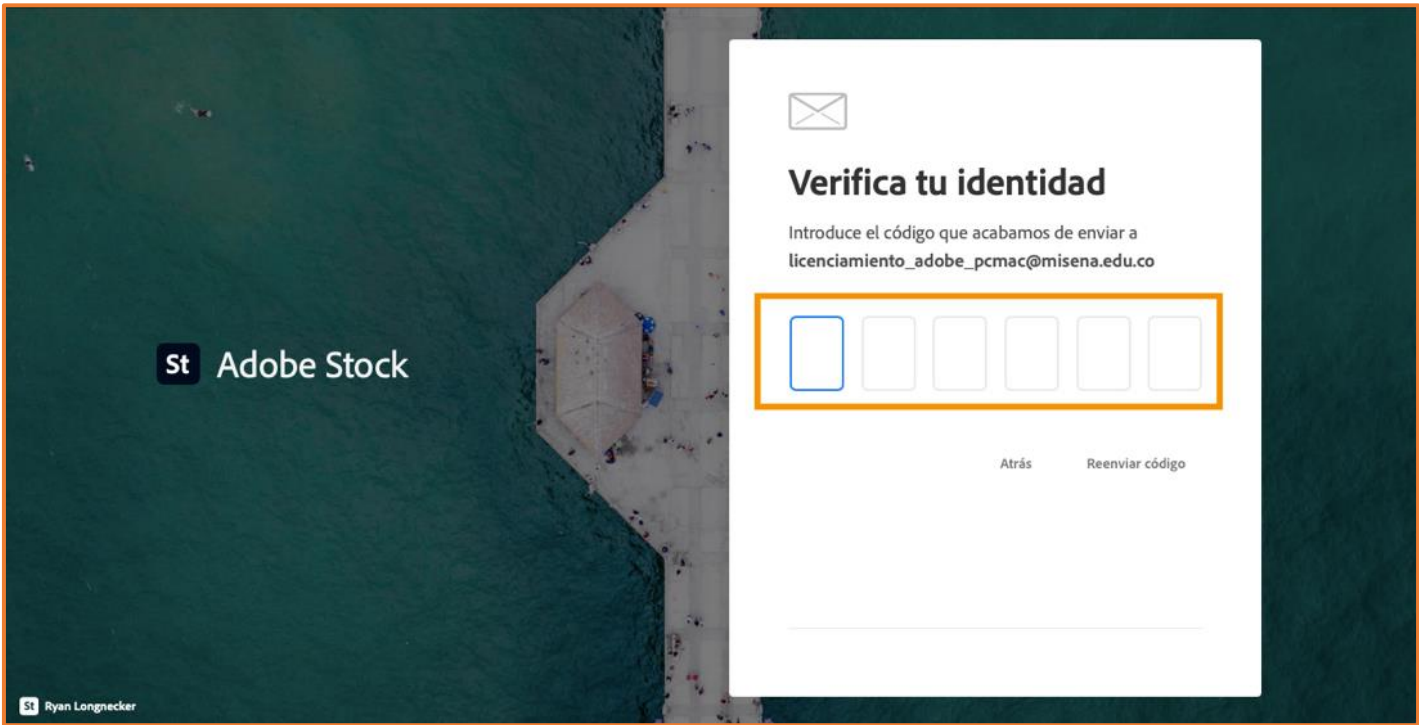 Verifica tu identidad
Introduce el código que acabamos de enviar a
licenciamiento_adobe_pcmac@misena.edu.co
St Adobe Stock
Atrás Reenviar código
St Ryan Longnecker